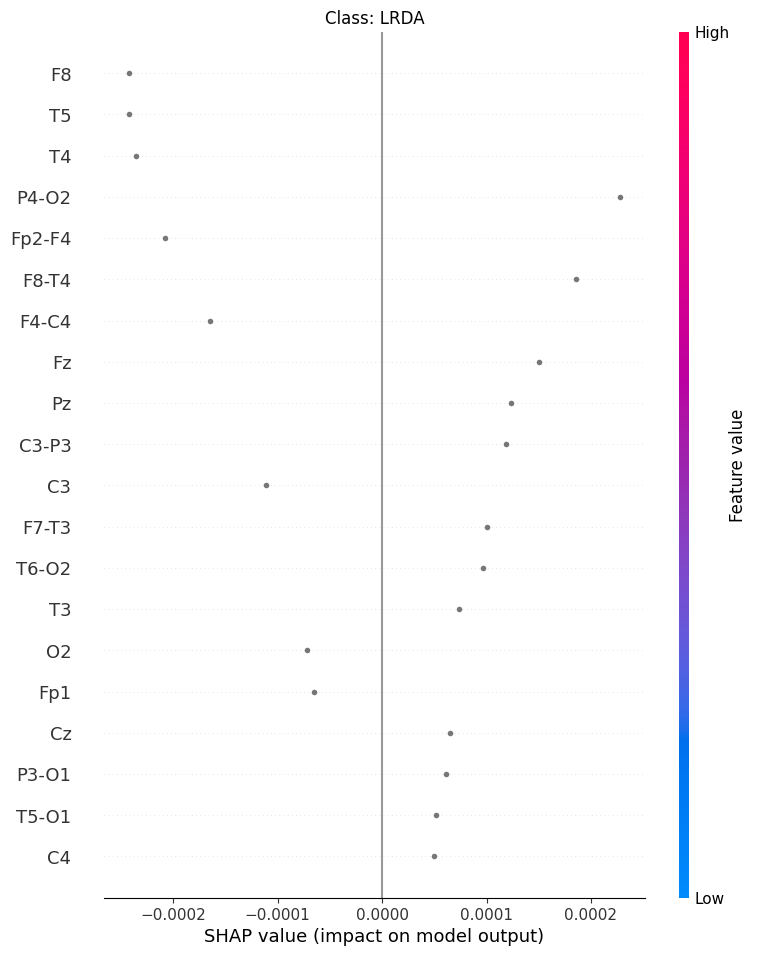 Class: LRDA
High
F8
T5
T4
P4-O2
Fp2-F4
F8-T4
F4-C4
Fz
Pz
C3-P3
C3
F7-T3
T6-O2
T3
O2
Fp1
Cz
P3-O1
T5-O1
C4
Feature value
Low
−0.0002 −0.0001 0.0000 0.0001 0.0002
SHAP value (impact on model output)